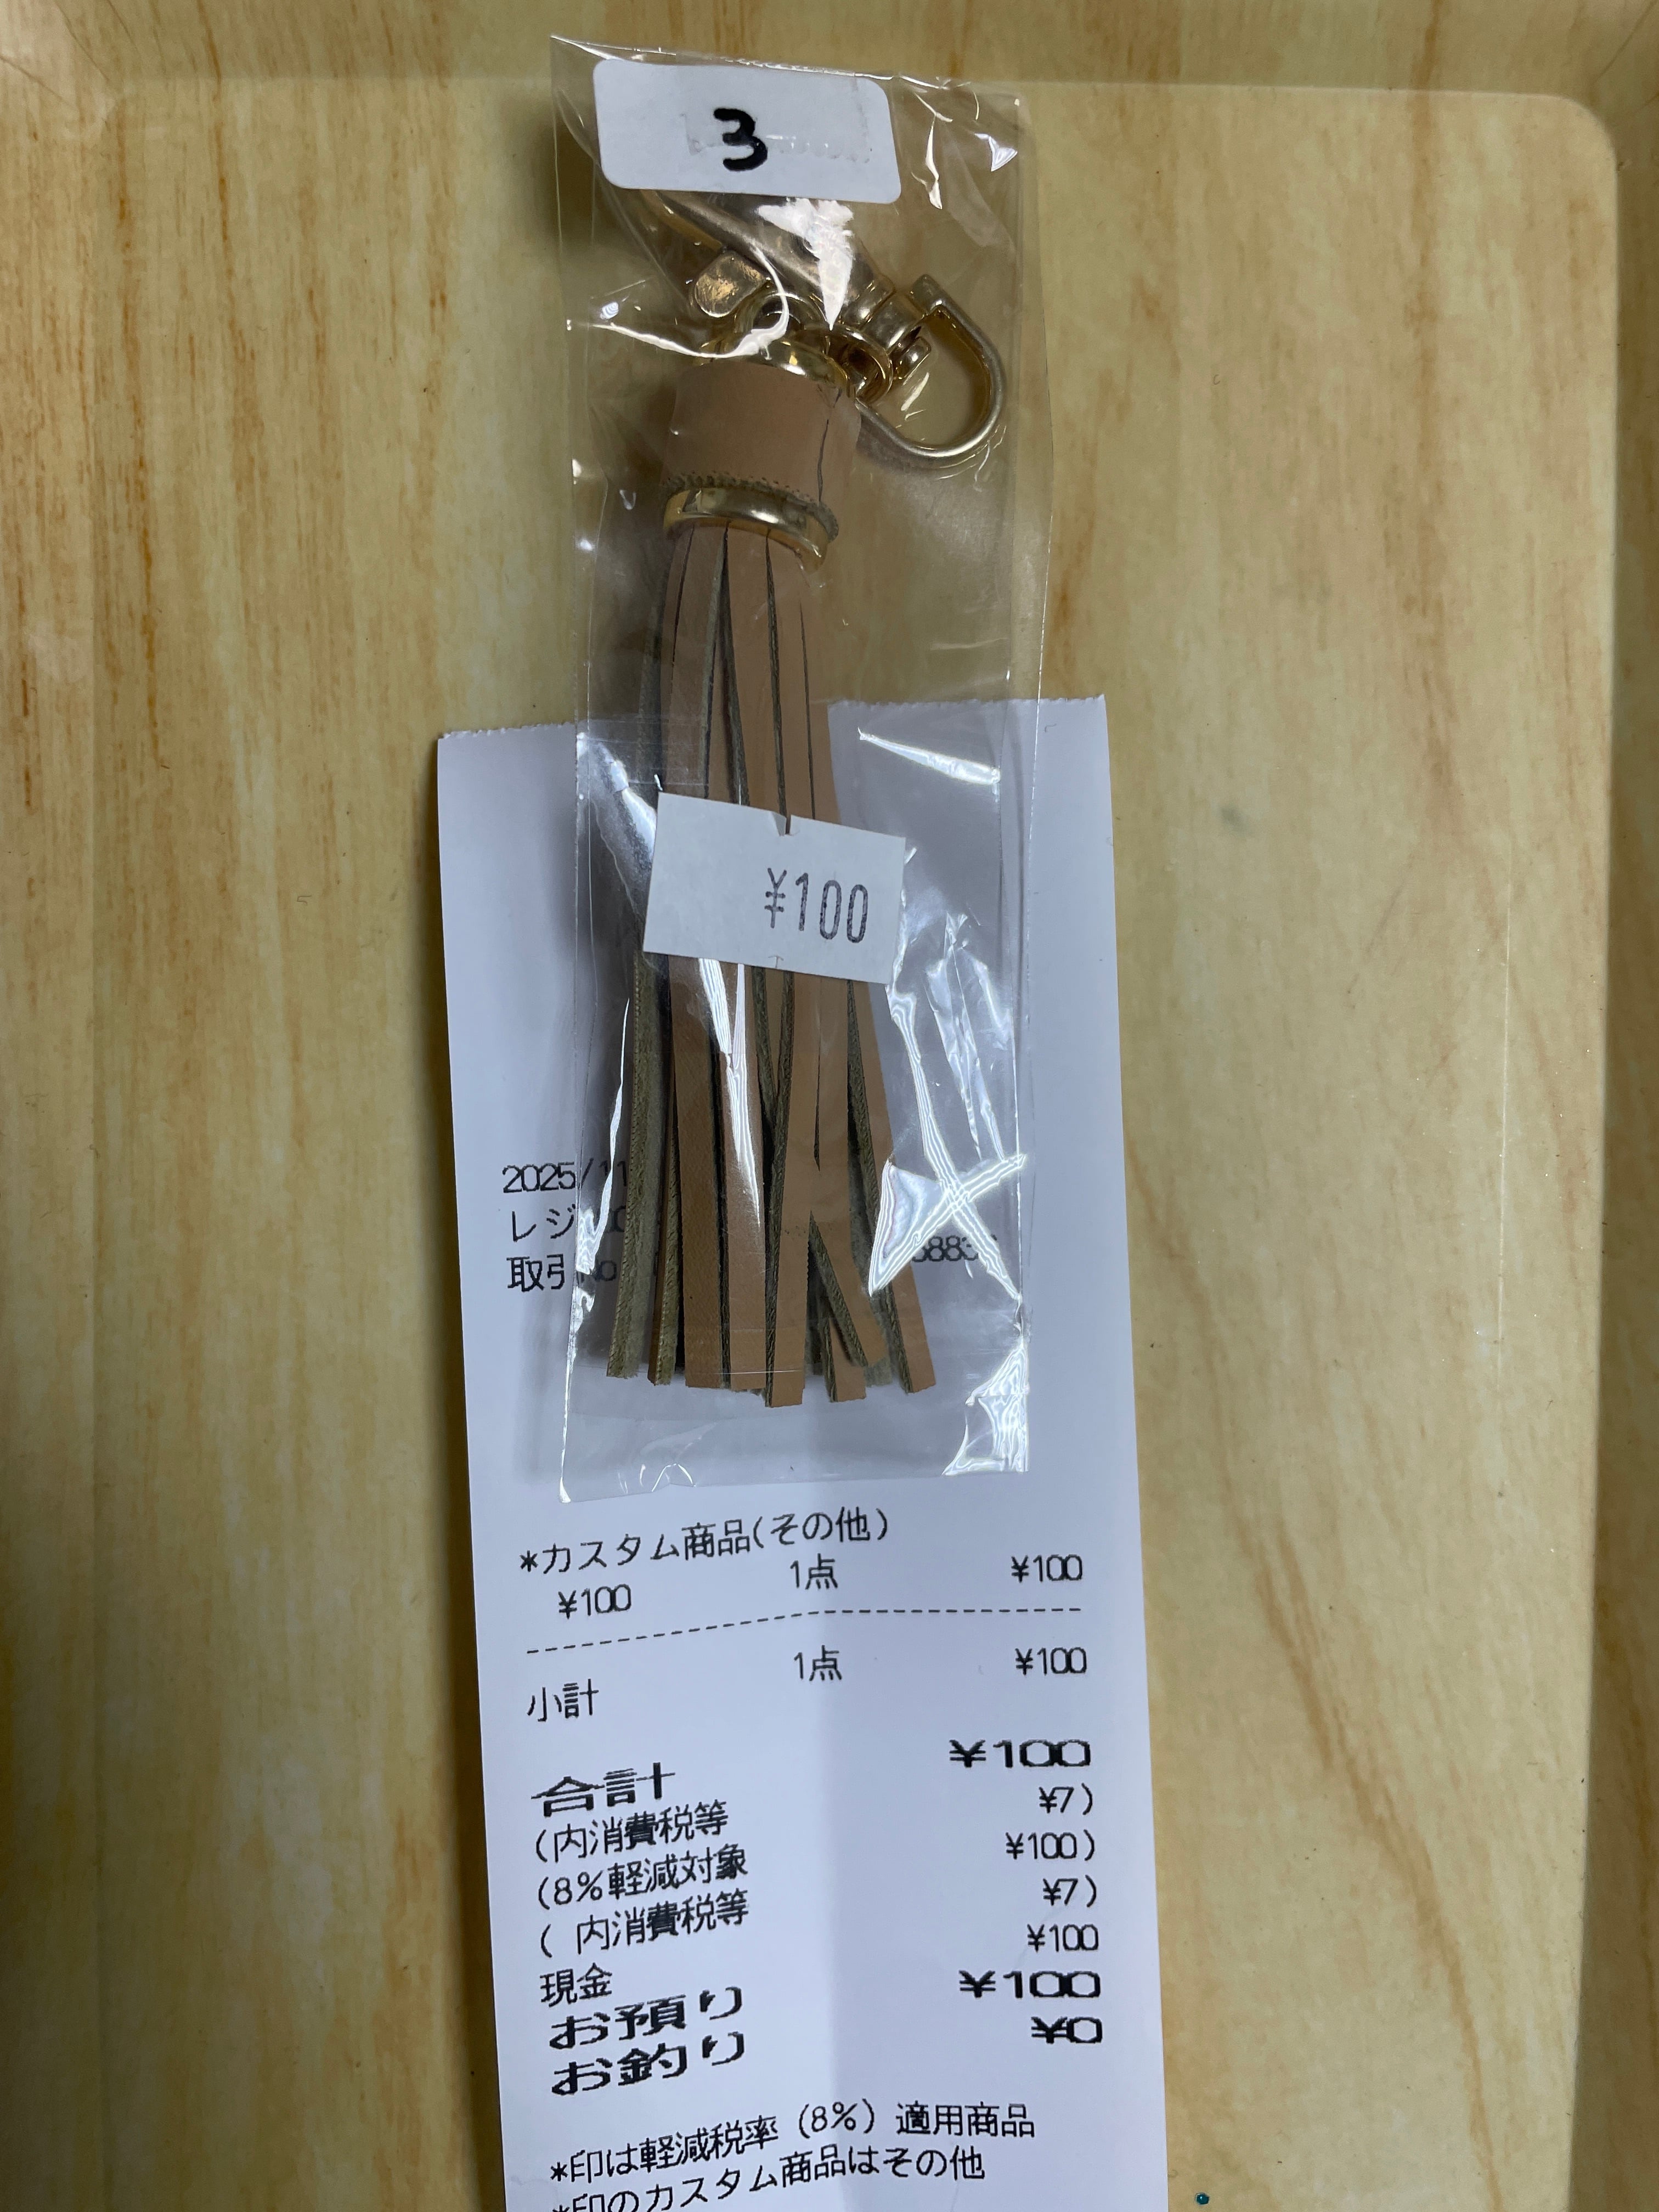 3
¥100
2025/11
レジ
取引No
*カスタム商品(その他)
¥100 1点 ¥100
小計 1点 ¥100
合計 ¥100
(内消費税等 ¥7)
(8%軽減対象 ¥100)
( 内消費税等 ¥7)
現金 ¥100
お預り ¥100
お釣り ¥0
*印は軽減税率(8%)適用商品
*印のカスタム商品はその他